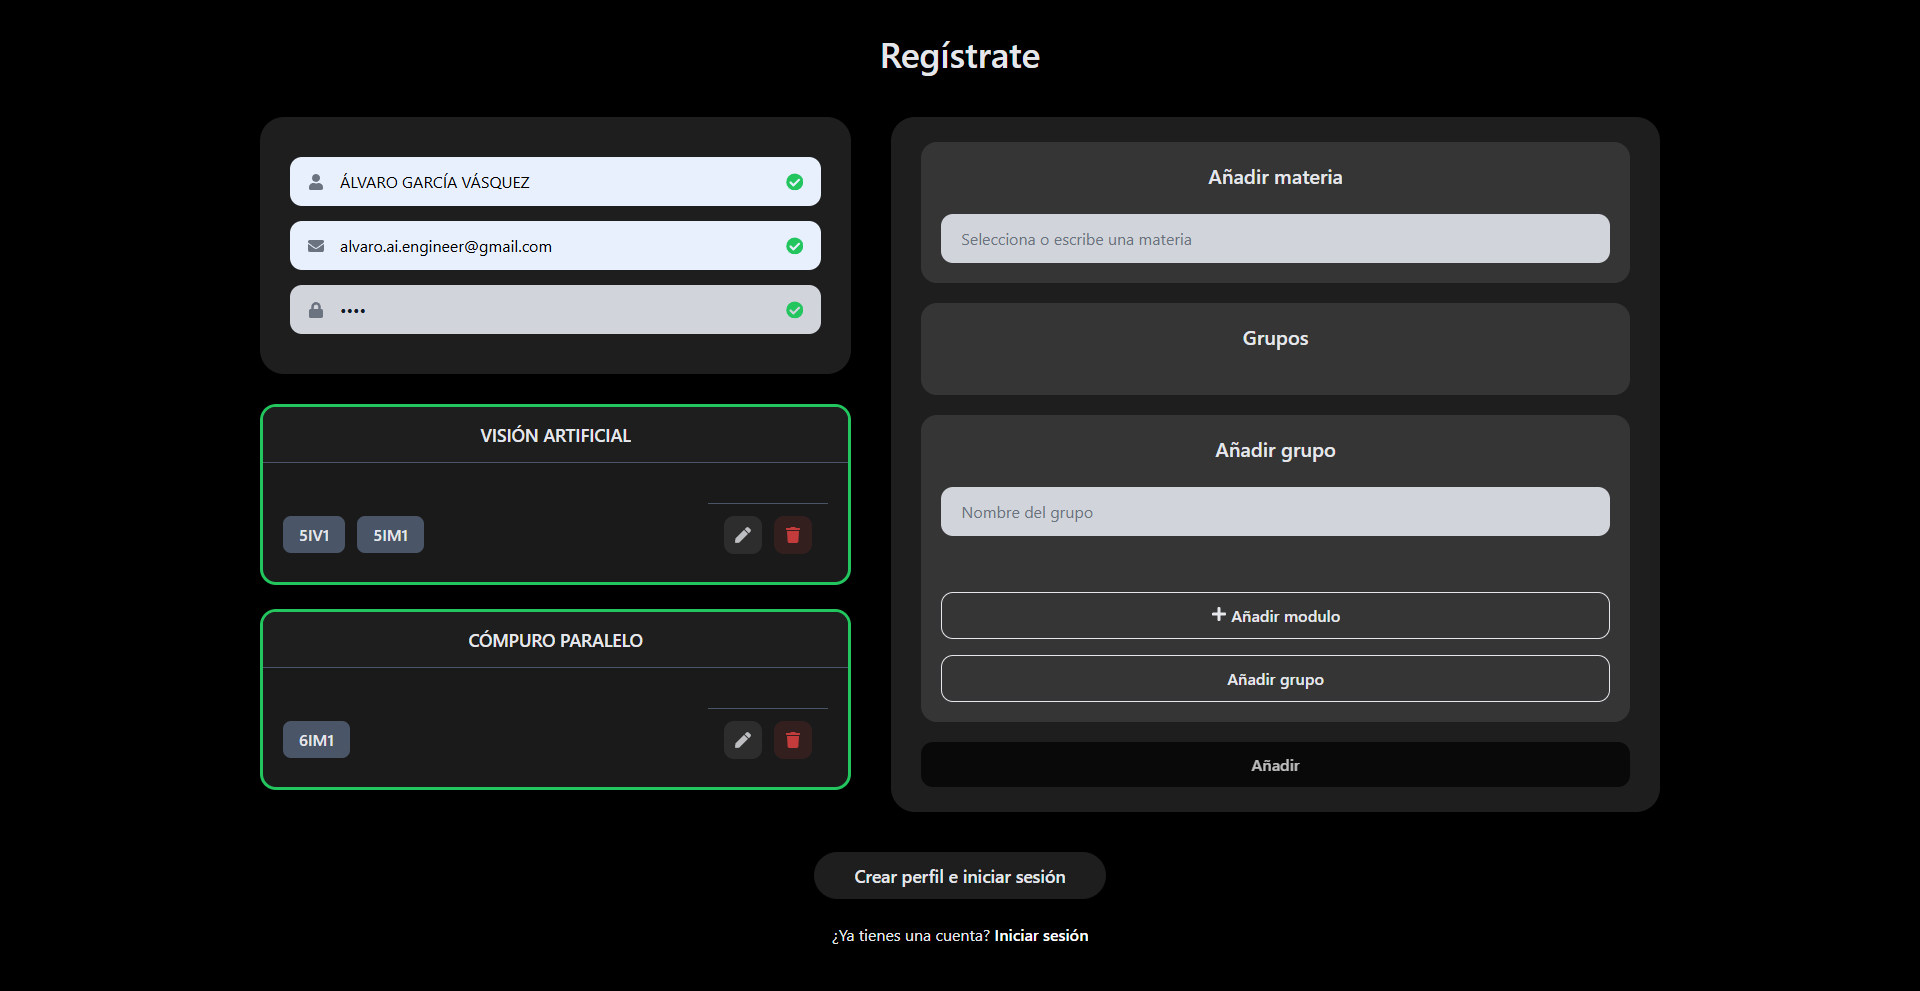 Regístrate
ÁLVARO GARCÍA VÁSQUEZ
alvaro.ai.engineer@gmail.com
••••
VISIÓN ARTIFICIAL
5IV1 5IM1
CÓMPURO PARALELO
6IM1
Añadir materia
Selecciona o escribe una materia
Grupos
Añadir grupo
Nombre del grupo
Añadir modulo
Añadir grupo
Añadir
Crear perfil e iniciar sesión
¿Ya tienes una cuenta? Iniciar sesión